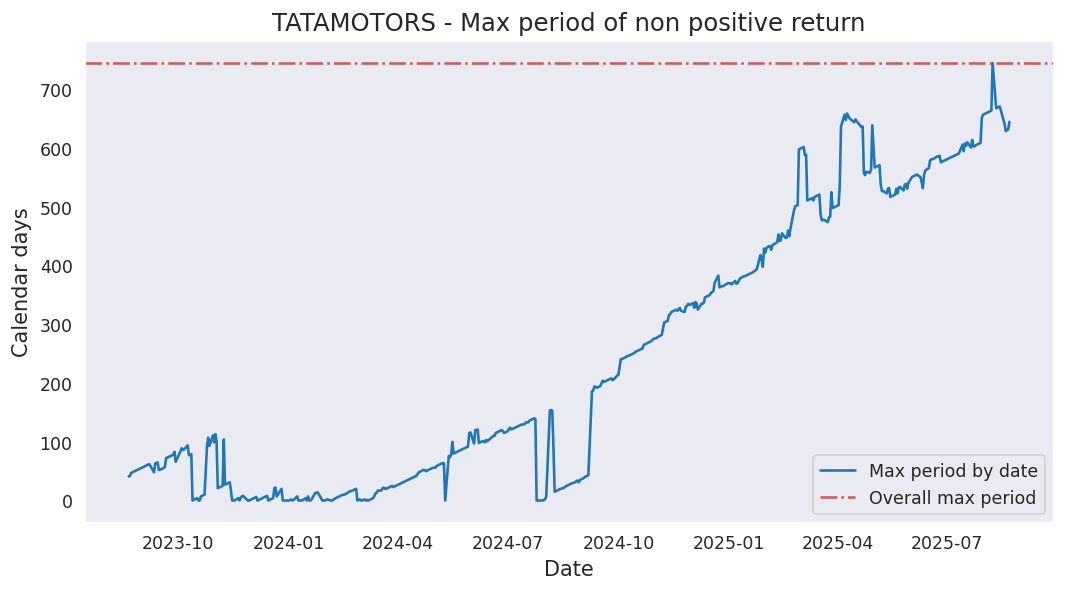 TATAMOTORS - Max period of non positive return
Calendar days
700
600
500
400
300
200
100
0
Max period by date
Overall max period
2023-10 2024-01 2024-04 2024-07 2024-10 2025-01 2025-04 2025-07
Date